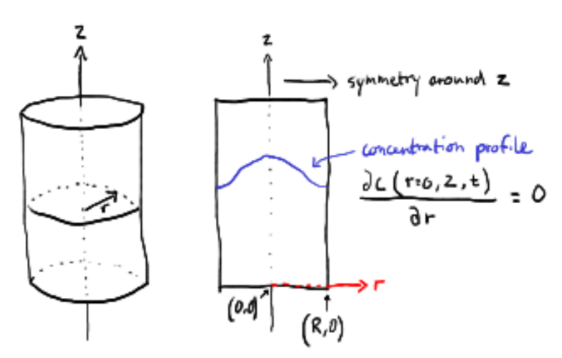 z
r
z
symmetry around z
concentration profile
∂C(r=0,z,t)
∂r
= 0
r
(0,0)
(R,0)